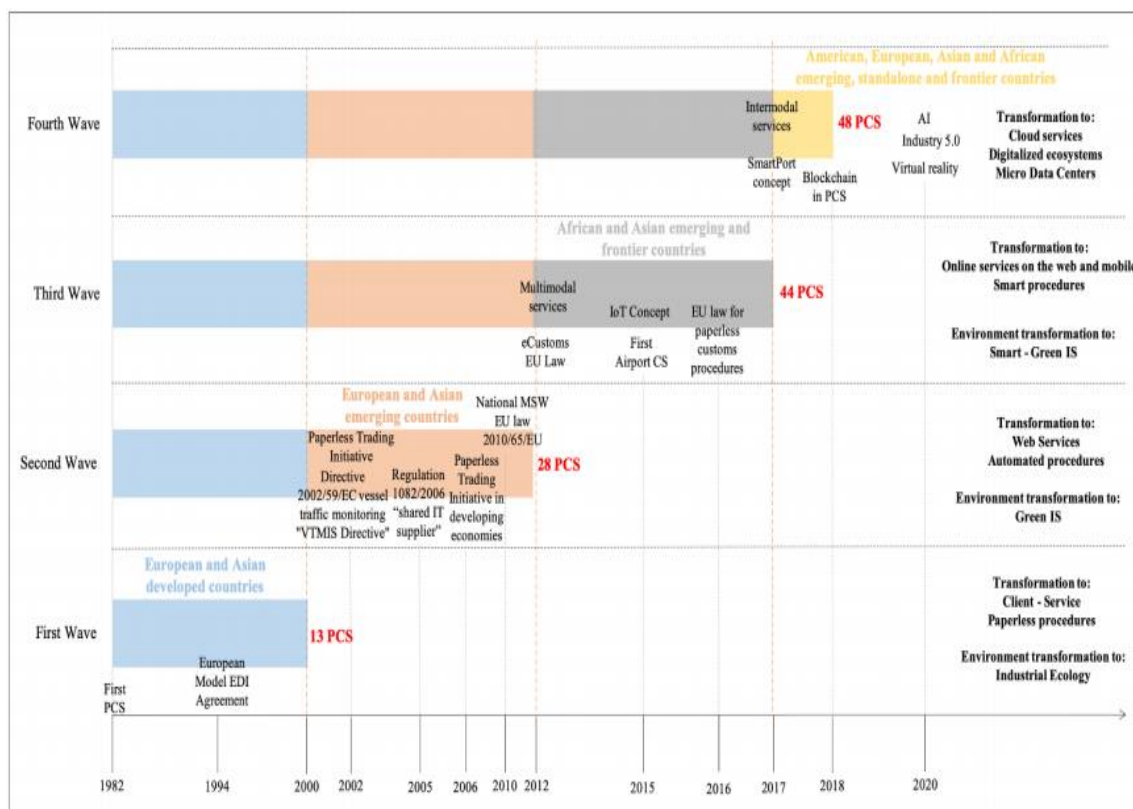 American, European, Asian and African
emerging, standalone and frontier countries
Fourth Wave
Intermodal
services
48 PCS
AI
Industry 5.0
Virtual reality
SmartPort
concept
Blockchain
in PCS
Transformation to:
Cloud services
Digitalized ecosystems
Micro Data Centers
African and Asian emerging and
frontier countries
Third Wave
Multimodal
services
IoT Concept
EU law for
paperless
customs
procedures
44 PCS
eCustoms
EU Law
First
Airport CS
Transformation to:
Online services on the web and mobile
Smart procedures
Environment transformation to:
Smart - Green IS
European and Asian
emerging countries
National MSW
EU law
2010/65/EU
Second Wave
Paperless Trading
Initiative
Directive
2002/59/EC vessel
traffic monitoring
"VTMIS Directive"
Regulation
1082/2006
“shared IT
supplier”
Paperless
Trading
Initiative in
developing
economies
28 PCS
Transformation to:
Web Services
Automated procedures
Environment transformation to:
Green IS
European and Asian
developed countries
First Wave
13 PCS
First
PCS
European
Model EDI
Agreement
Transformation to:
Client - Service
Paperless procedures
Environment transformation to:
Industrial Ecology
1982
1994
2000
2002
2005
2006
2010
2012
2015
2016
2017
2018
2020